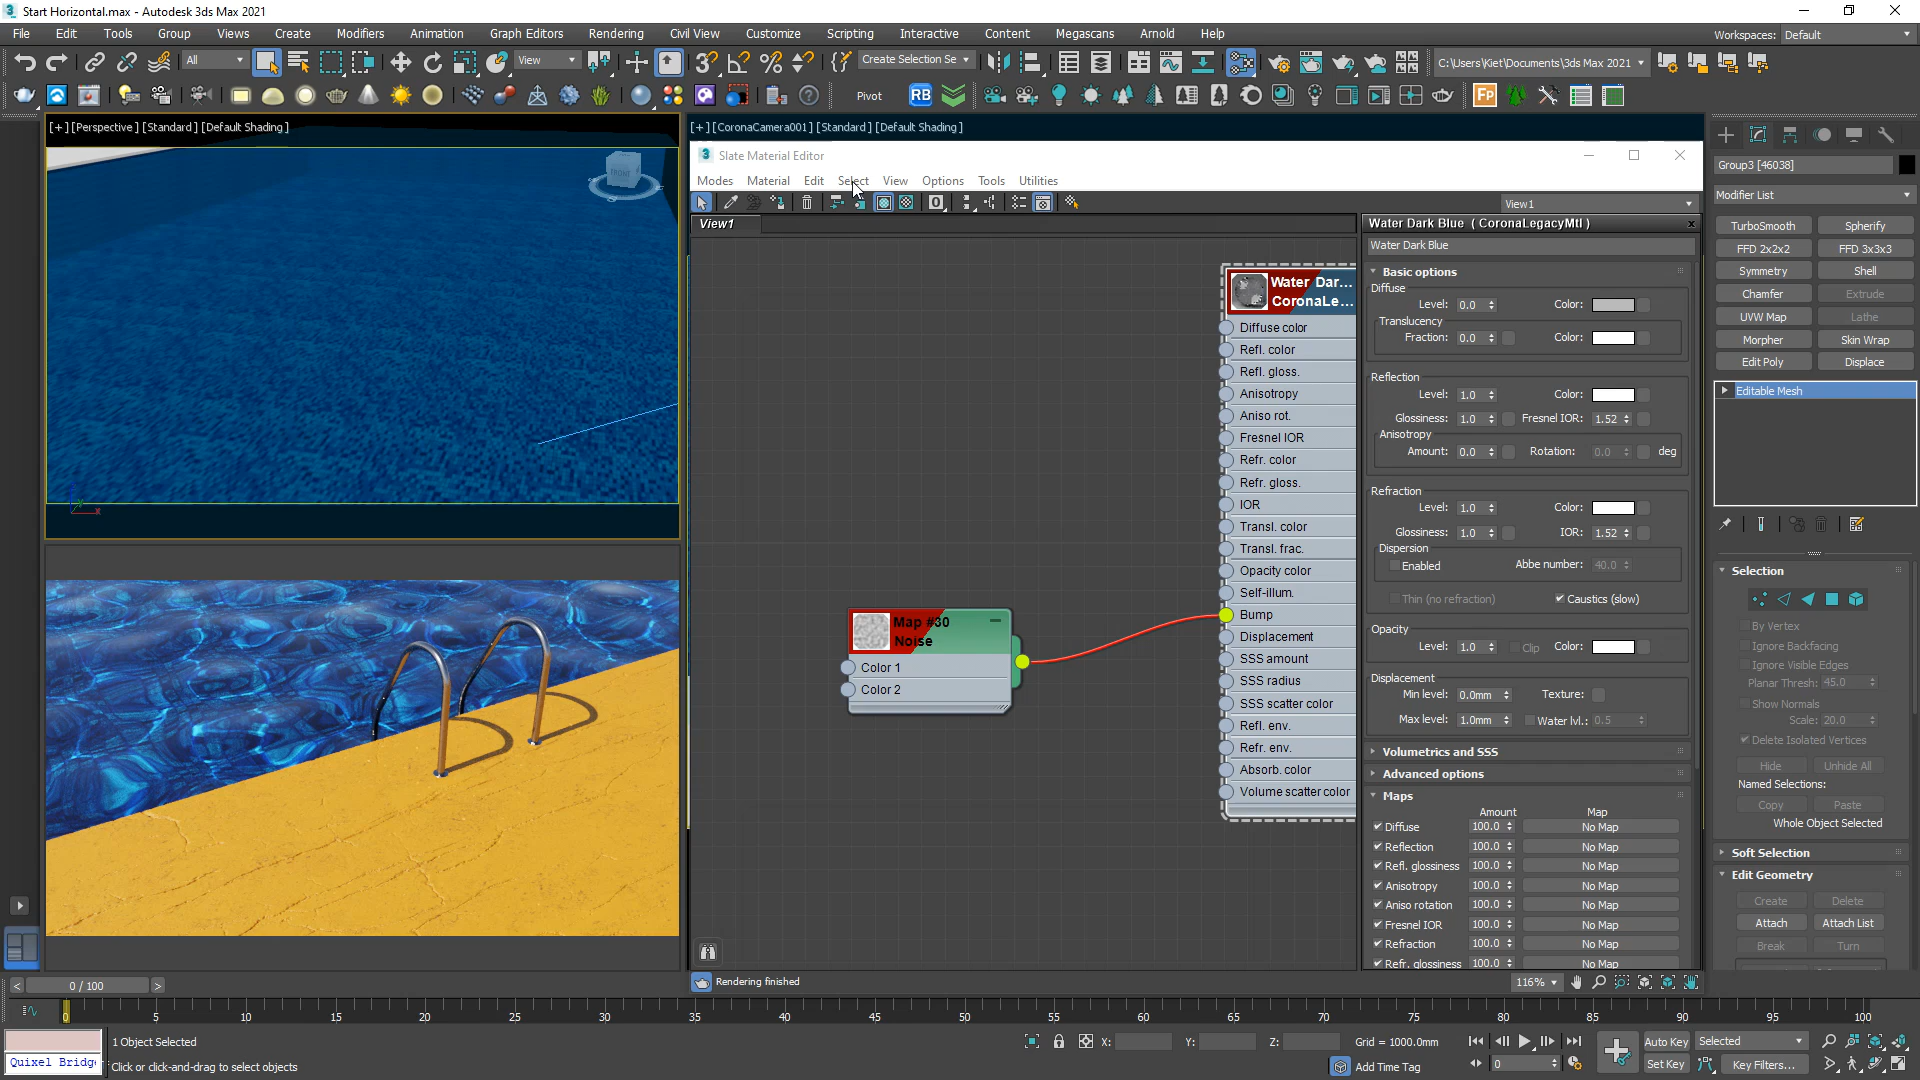 Start Horizontal.max - Autodesk 3ds Max 2021
File Edit Tools Group Views Create Modifiers Animation Graph Editors Rendering Civil View Customize Scripting Interactive Content Megascans Arnold Help
Workspaces: Default
All View Create Selection Se C:\Users\Kiet\Documents\3ds Max 2021
Pivot RB Fp
[+] [Perspective] [Standard] [Default Shading]
[+] [CoronaCamera001] [Standard] [Default Shading]
FRONT
Slate Material Editor
Modes Material Edit Select View Options Tools Utilities
View1
View1
Water Dar...
CoronaLe...
Diffuse color
Refl. color
Refl. gloss.
Anisotropy
Aniso rot.
Fresnel IOR
Refr. color
Refr. gloss.
IOR
Transl. color
Transl. frac.
Opacity color
Self-illum.
Bump
Displacement
SSS amount
SSS radius
SSS scatter color
Refl. env.
Refr. env.
Absorb. color
Volume scatter color
Map #30
Noise
Color 1
Color 2
Water Dark Blue ( CoronaLegacyMtl )
Water Dark Blue
Basic options
Diffuse
Level: 0.0 Color:
Translucency
Fraction: 0.0 Color:
Reflection
Level: 1.0 Color:
Glossiness: 1.0 Fresnel IOR: 1.52
Anisotropy
Amount: 0.0 Rotation: 0.0 deg
Refraction
Level: 1.0 Color:
Glossiness: 1.0 IOR: 1.52
Dispersion
Enabled Abbe number: 40.0
Thin (no refraction) Caustics (slow)
Opacity
Level: 1.0 Clip Color:
Displacement
Min level: 0.0mm Texture:
Max level: 1.0mm Water lvl.: 0.5
Volumetrics and SSS
Advanced options
Maps
Amount Map
Diffuse 100.0 No Map
Reflection 100.0 No Map
Refl. glossiness 100.0 No Map
Anisotropy 100.0 No Map
Aniso rotation 100.0 No Map
Fresnel IOR 100.0 No Map
Refraction 100.0 No Map
Refr. glossiness 100.0 No Map
Rendering finished
116%
Group3 [46038]
Modifier List
TurboSmooth Spherify
FFD 2x2x2 FFD 3x3x3
Symmetry Shell
Chamfer Extrude
UVW Map Lathe
Morpher Skin Wrap
Edit Poly Displace
Editable Mesh
Selection
By Vertex
Ignore Backfacing
Ignore Visible Edges
Planar Thresh: 45.0
Show Normals
Scale: 20.0
Delete Isolated Vertices
Hide Unhide All
Named Selections:
Copy Paste
Whole Object Selected
Soft Selection
Edit Geometry
Create Delete
Attach Attach List
Break Turn
< 0 / 100 >
0 5 10 15 20 25 30 35 40 45 50 55 60 65 70 75 80 85 90 95 100
1 Object Selected
X: Y: Z: Grid = 1000.0mm
Auto Key Selected
Quixel Bridge
Click or click-and-drag to select objects
Add Time Tag
0
Set Key Key Filters...